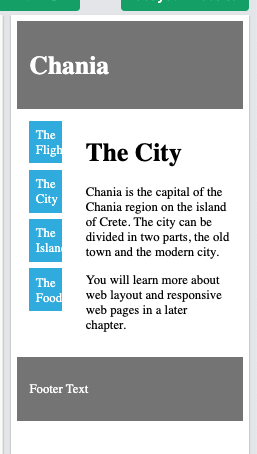 Chania
The
Fligh
The
City
The
Islan
The
Food
The City
Chania is the capital of the
Chania region on the island
of Crete. The city can be
divided in two parts, the old
town and the modern city.
You will learn more about
web layout and responsive
web pages in a later
chapter.
Footer Text